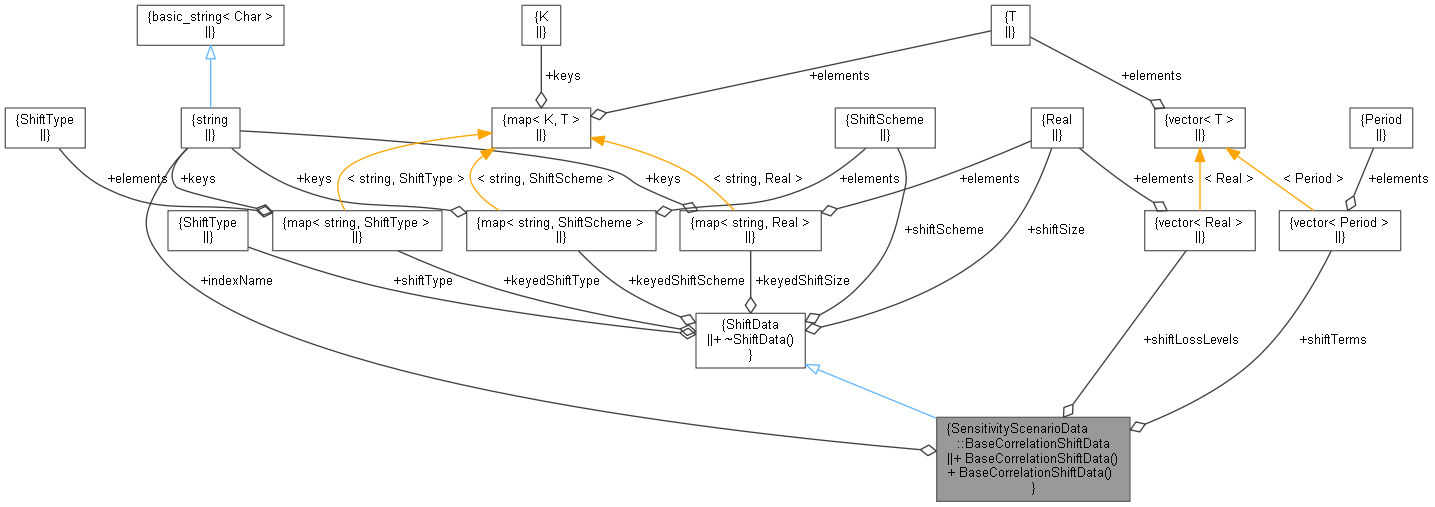 {basic_string< Char >
||}
{K
||}
{T
||}
+keys
+elements
+elements
{ShiftType
||}
{string
||}
{map< K, T >
||}
{ShiftScheme
||}
{Real
||}
{vector< T >
||}
{Period
||}
+elements
+keys
< string, ShiftType >
+keys
< string, ShiftScheme >
+keys
< string, Real >
+elements
+elements
+elements
< Real >
< Period >
+elements
{ShiftType
||}
{map< string, ShiftType >
||}
{map< string, ShiftScheme >
||}
{map< string, Real >
||}
{vector< Real >
||}
{vector< Period >
||}
+shiftScheme
+shiftSize
+indexName
+shiftType
+keyedShiftType
+keyedShiftScheme
+keyedShiftSize
{ShiftData
||+ ~ShiftData()
}
+shiftLossLevels
+shiftTerms
{SensitivityScenarioData
::BaseCorrelationShiftData
||+ BaseCorrelationShiftData()
+ BaseCorrelationShiftData()
}